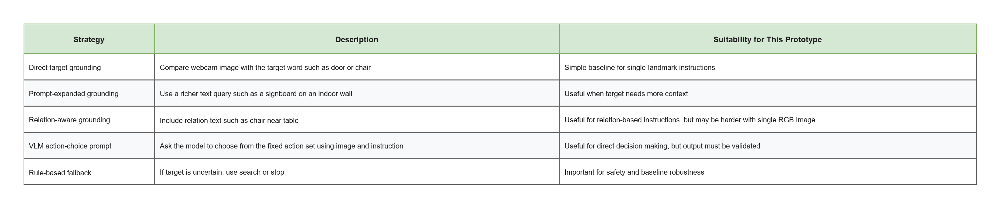 Strategy Description Suitability for This Prototype
Direct target grounding Compare webcam image with the target word such as door or chair Simple baseline for single-landmark instructions
Prompt-expanded grounding Use a richer text query such as a signboard on an indoor wall Useful when target needs more context
Relation-aware grounding Include relation text such as chair near table Useful for relation-based instructions, but may be harder with single RGB image
VLM action-choice prompt Ask the model to choose from the fixed action set using image and instruction Useful for direct decision making, but output must be validated
Rule-based fallback If target is uncertain, use search or stop Important for safety and baseline robustness